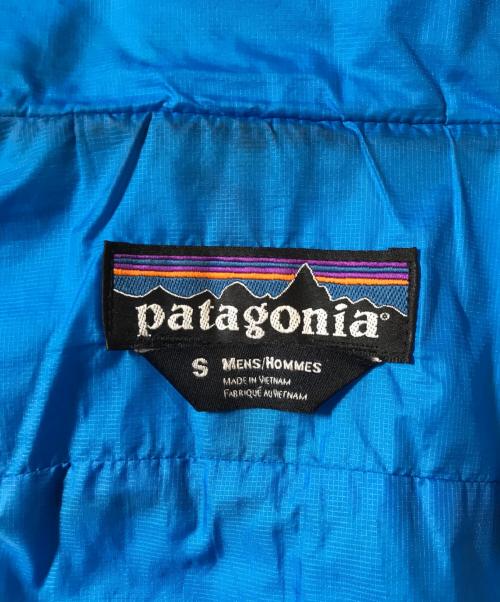 patagonia®
S MENS/HOMMES
MADE IN VIETNAM
FABRIQUÉ AU VIETNAM